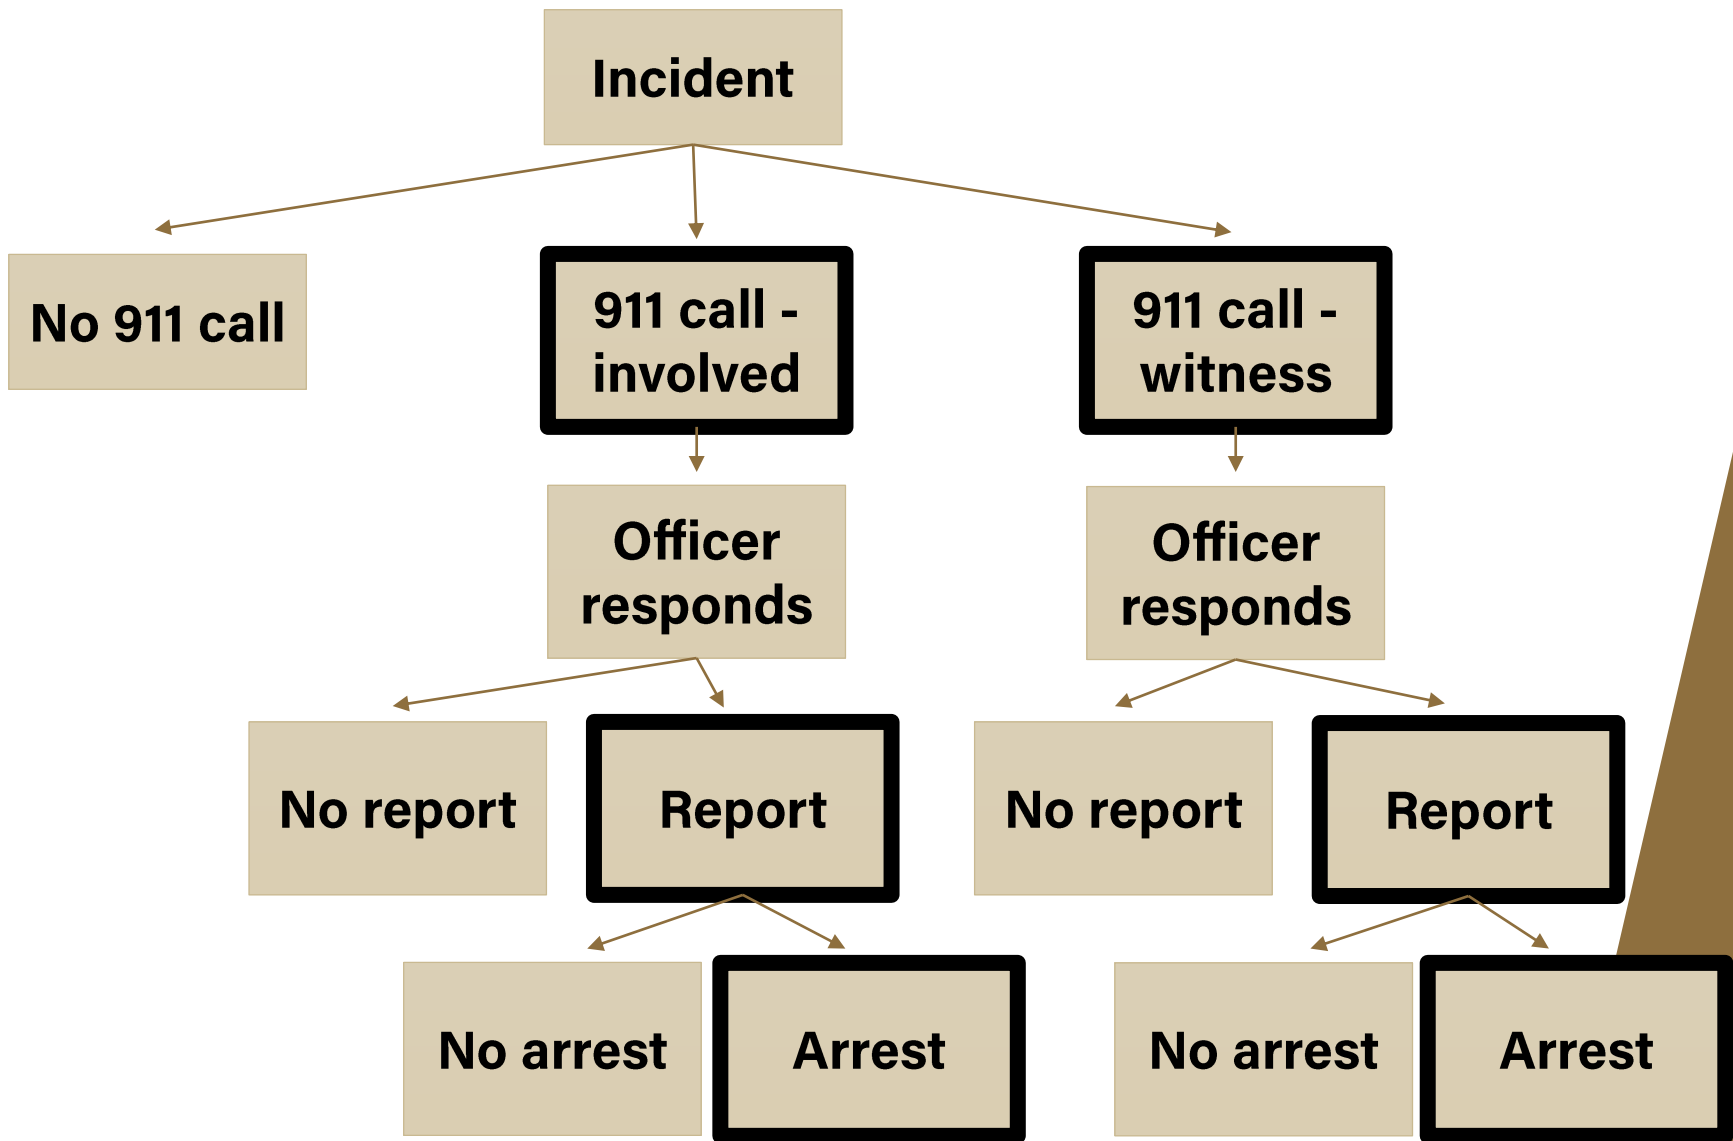 Incident
No 911 call
911 call -
involved
911 call -
witness
Officer
responds
Officer
responds
No report
Report
No report
Report
No arrest
Arrest
No arrest
Arrest